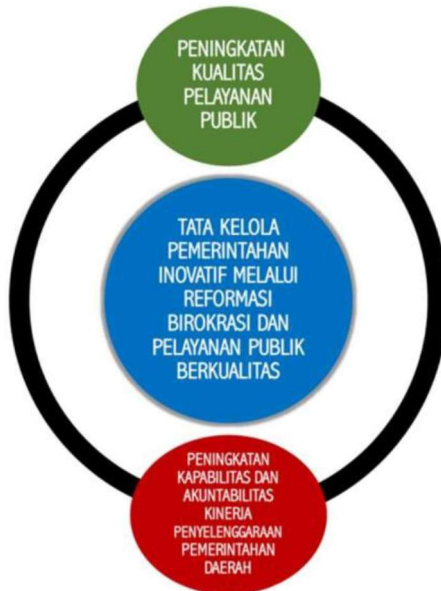 PENINGKATAN
KUALITAS
PELAYANAN
PUBLIK
TATA KELOLA
PEMERINTAHAN
INOVATIF MELALUI
REFORMASI
BIROKRASI DAN
PELAYANAN PUBLIK
BERKUALITAS
PENINGKATAN
KAPABILITAS DAN
AKUNTABILITAS
KINERJA
PENYELENGGARAAN
PEMERINTAHAN
DAERAH